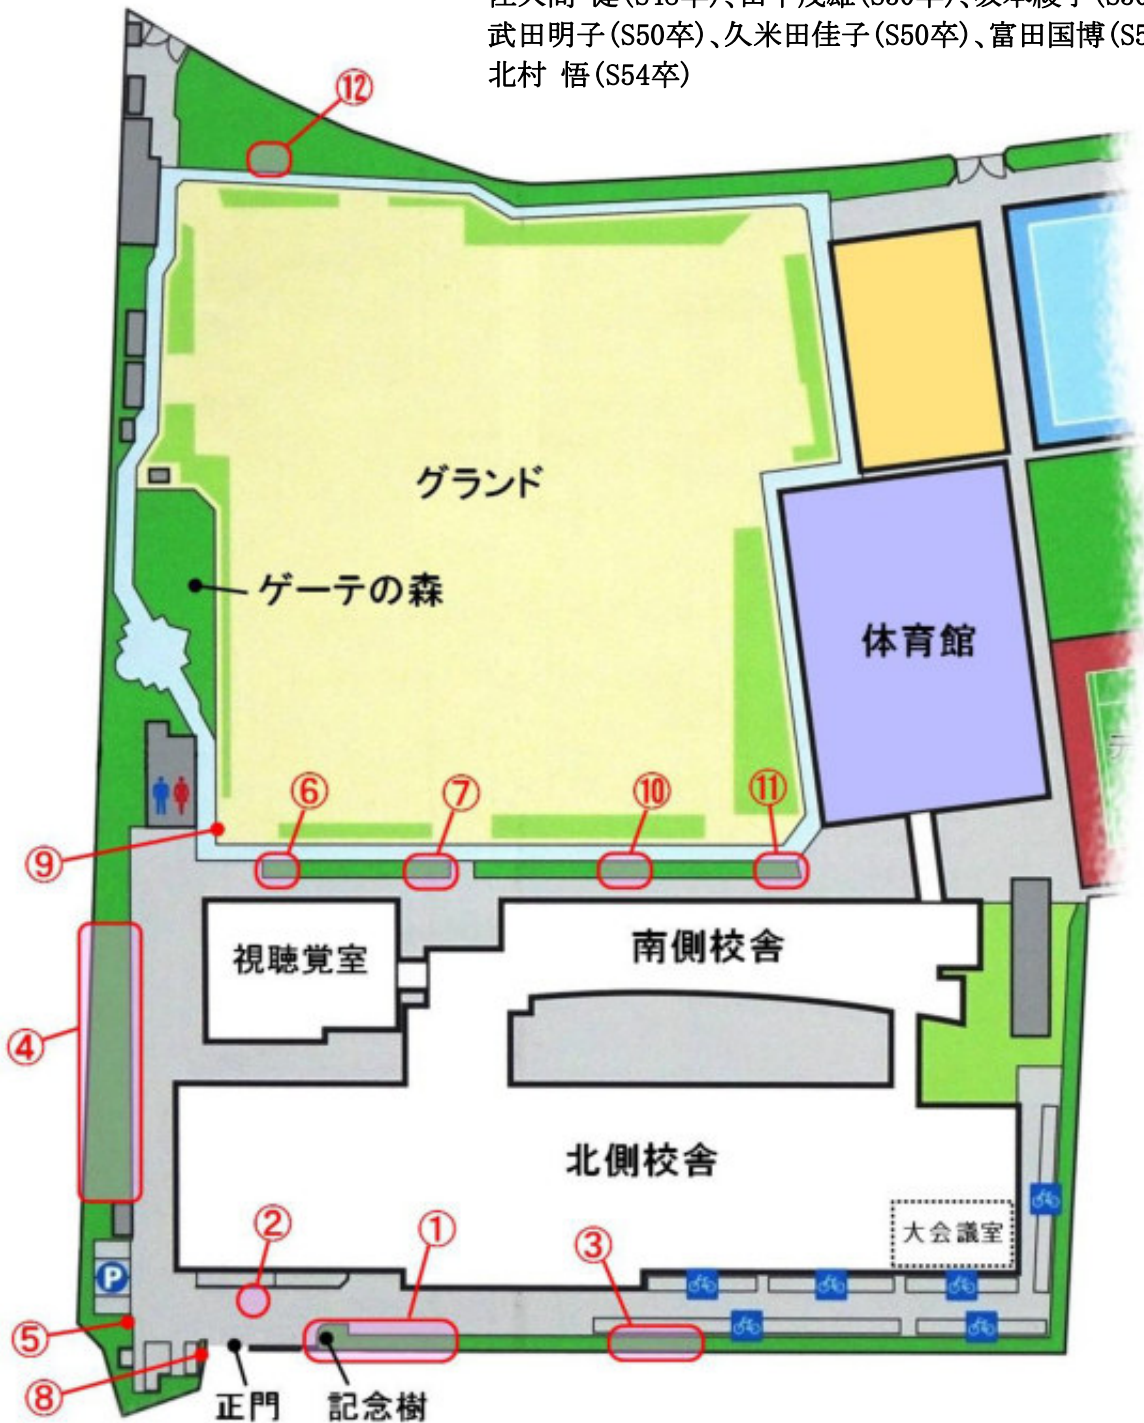 武田明子(S50卒)、久米田佳子(S50卒)、富田国博(S5
北村 悟(S54卒)
⑫
グランド
ゲーテの森
体育館
⑥
⑦
⑩
⑪
⑨
視聴覚室
南側校舎
④
北側校舎
大会議室
②
①
③
P
⑤
⑧
正門
記念樹